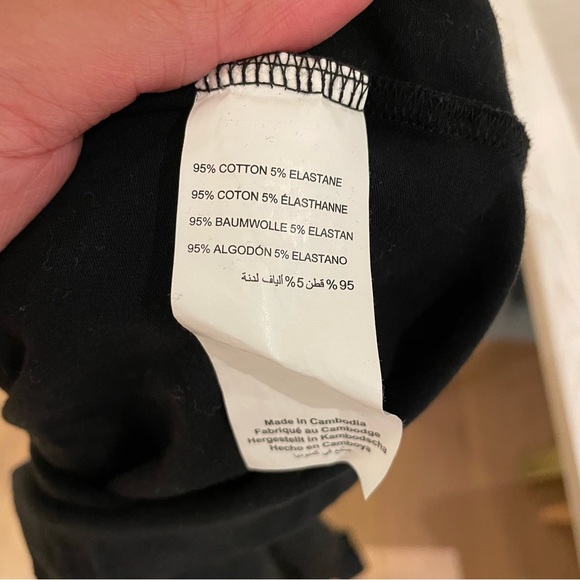 95% COTTON 5% ELASTANE
95% COTON 5% ÉLASTHANNE
95% BAUMWOLLE 5% ELASTAN
95% ALGODÓN 5% ELASTANO
95 %قطن 5% ألياف لدنة
Made in Cambodia
Fabriqué au Cambodge
Hergestellt in Kambodscha
Hecho en Camboya